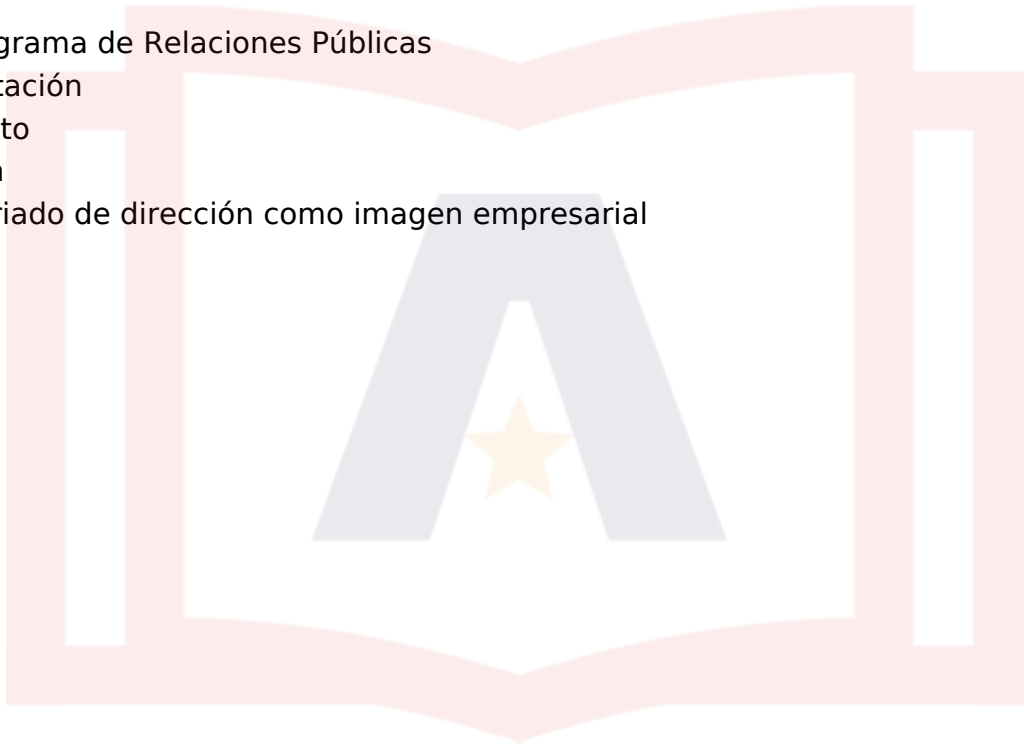 grama de Relaciones Públicas
tación
to
riado de dirección como imagen empresarial